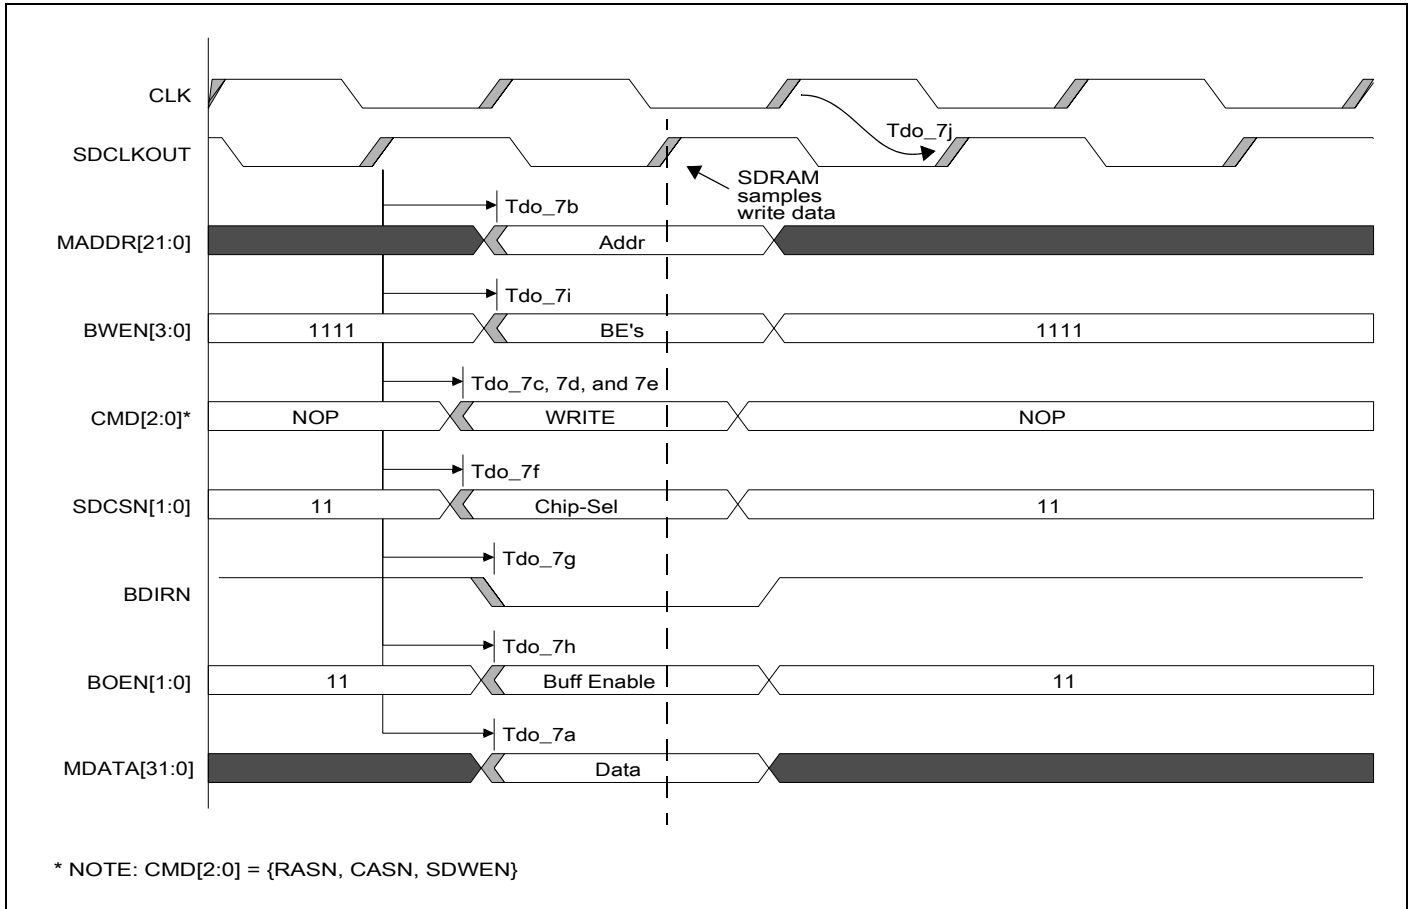 CLK
Tdo_7j
SDCLKOUT
SDRAM
samples
write data
Tdo_7b
MADDR[21:0]
Addr
Tdo_7i
BWEN[3:0]
1111
BE's
1111
Tdo_7c, 7d, and 7e
CMD[2:0]*
NOP
WRITE
NOP
Tdo_7f
SDCSN[1:0]
11
Chip-Sel
11
Tdo_7g
BDIRN
Tdo_7h
BOEN[1:0]
11
Buff Enable
11
Tdo_7a
MDATA[31:0]
Data
* NOTE: CMD[2:0] = {RASN, CASN, SDWEN}